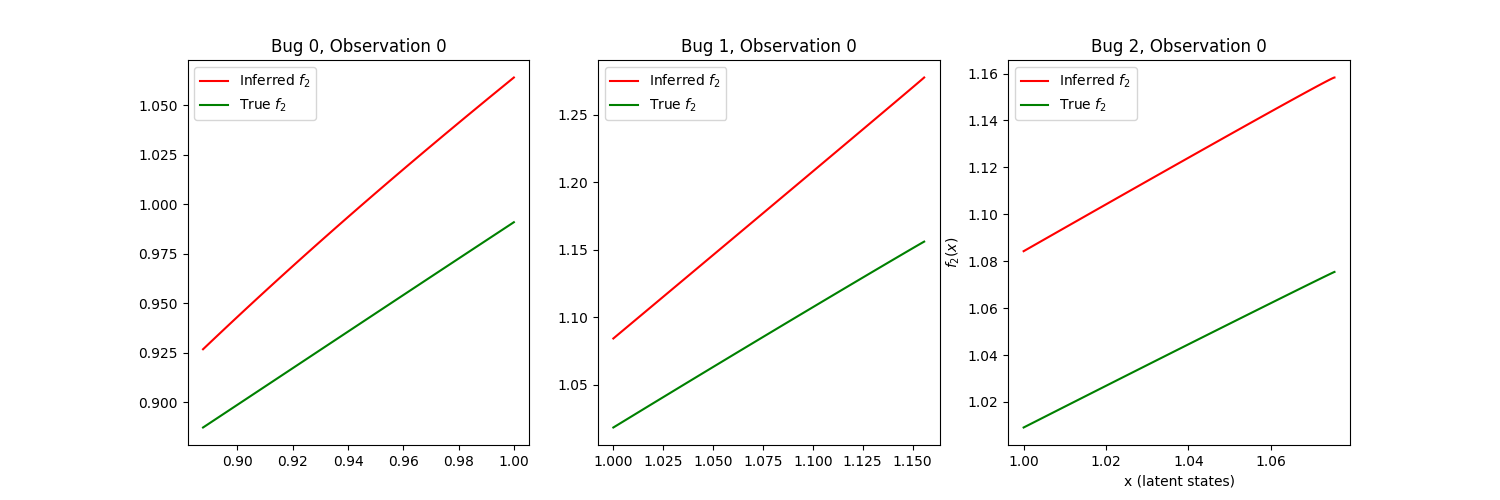 Bug 0, Observation 0
Inferred f₂
True f₂
1.050
1.025
1.000
0.975
0.950
0.925
0.900
0.90 0.92 0.94 0.96 0.98 1.00
Bug 1, Observation 0
Inferred f₂
True f₂
1.25
1.20
1.15
1.10
1.05
1.000 1.025 1.050 1.075 1.100 1.125 1.150
Bug 2, Observation 0
Inferred f₂
True f₂
f₂(x)
1.16
1.14
1.12
1.10
1.08
1.06
1.04
1.02
1.00 1.02 1.04 1.06
x (latent states)